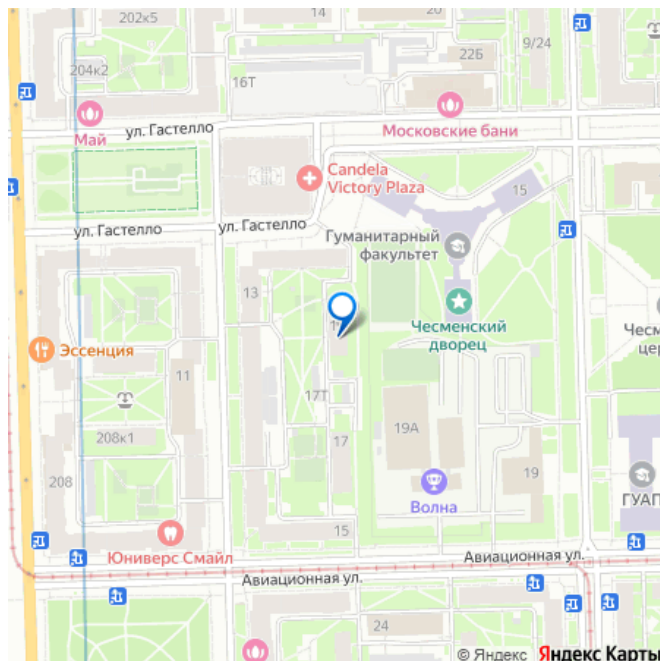 202к5
14
20
204к2
16Т
22Б
9/24
Май
ул. Гастелло
Московские бани
Candela
Victory Plaza
15
ул. Гастелло
ул. Гастелло
Гуманитарный
факультет
13
Чесменский
дворец
Эссенция
11
17Т
208к1
17
19А
208
19
Волна
ГУАП
15
Юниверс Смайл
Авиационная ул.
Авиационная ул.
24
© Яндекс Яндекс Карты